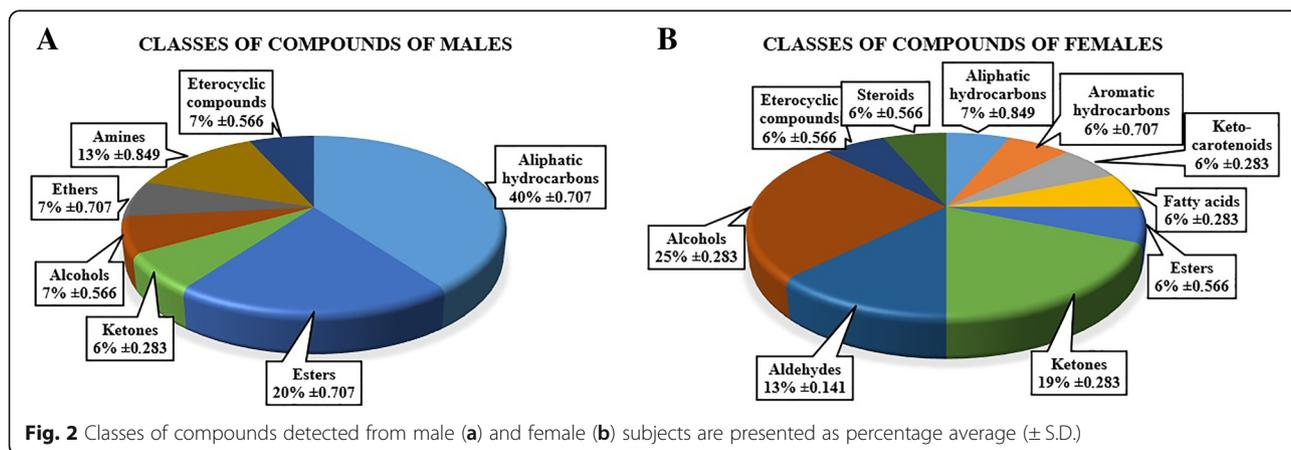 A
CLASSES OF COMPOUNDS OF MALES
Eterocyclic
compounds
7% ±0.566
Amines
13% ±0.849
Ethers
7% ±0.707
Alcohols
7% ±0.566
Ketones
6% ±0.283
Esters
20% ±0.707
Aliphatic
hydrocarbons
40% ±0.707
B
CLASSES OF COMPOUNDS OF FEMALES
Eterocyclic
compounds
6% ±0.566
Steroids
6% ±0.566
Aliphatic
hydrocarbons
7% ±0.849
Aromatic
hydrocarbons
6% ±0.707
Keto-
carotenoids
6% ±0.283
Fatty acids
6% ±0.283
Esters
6% ±0.566
Ketones
19% ±0.283
Aldehydes
13% ±0.141
Alcohols
25% ±0.283
Fig. 2 Classes of compounds detected from male (a) and female (b) subjects are presented as percentage average (± S.D.)